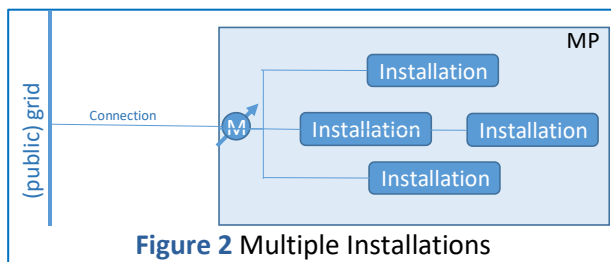 (public) grid
Connection
M
MP
Installation
Installation
Installation
Installation
Figure 2 Multiple Installations